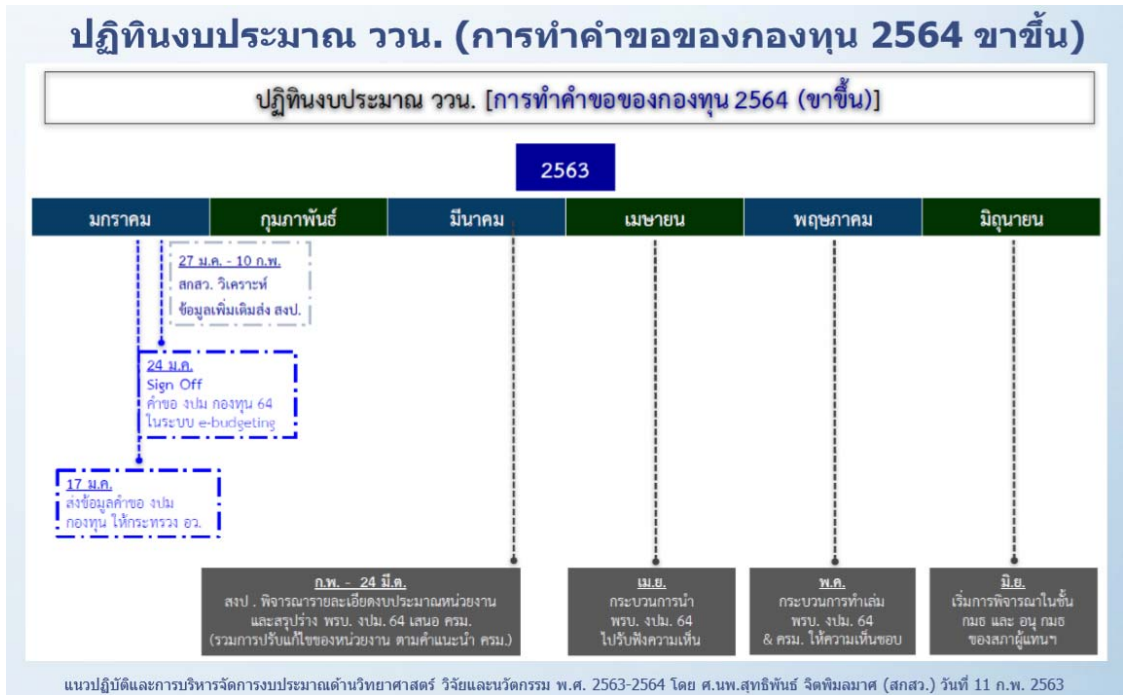 ปฏิทินงบประมาณ ววน. (การทำคำขอของกองทุน 2564 ขาขึ้น)
ปฏิทินงบประมาณ ววน. [การทำคำขอของกองทุน 2564 (ขาขึ้น)]
2563
มกราคม กุมภาพันธ์ มีนาคม เมษายน พฤษภาคม มิถุนายน
27 ม.ค. - 10 ก.พ.
สกสว. วิเคราะห์
ข้อมูลเพิ่มเติมส่ง สงป.
24 ม.ค.
Sign Off
คำขอ งปม กองทุน 64
ในระบบ e-budgeting
17 ม.ค.
ส่งข้อมูลคำขอ งปม
กองทุน ให้กระทรวง อว.
ก.พ. - 24 มี.ค.
สงป . พิจารณารายละเอียดงบประมาณหน่วยงาน
และสรุปร่าง พรบ. งปม. 64 เสนอ ครม.
(รวมการปรับแก้ไขของหน่วยงาน ตามคำแนะนำ ครม.)
เม.ย.
กระบวนการนำ
พรบ. งปม. 64
ไปรับฟังความเห็น
พ.ค.
กระบวนการทำเล่ม
พรบ. งปม. 64
& ครม. ให้ความเห็นชอบ
มิ.ย.
เริ่มการพิจารณาในชั้น
กมธ และ อนุ กมธ
ของสภาผู้แทนฯ
แนวปฏิบัติและการบริหารจัดการงบประมาณด้านวิทยาศาสตร์ วิจัยและนวัตกรรม พ.ศ. 2563-2564 โดย ศ.นพ.สุทธิพันธ์ จิตพิมลมาศ (สกสว.) วันที่ 11 ก.พ. 2563